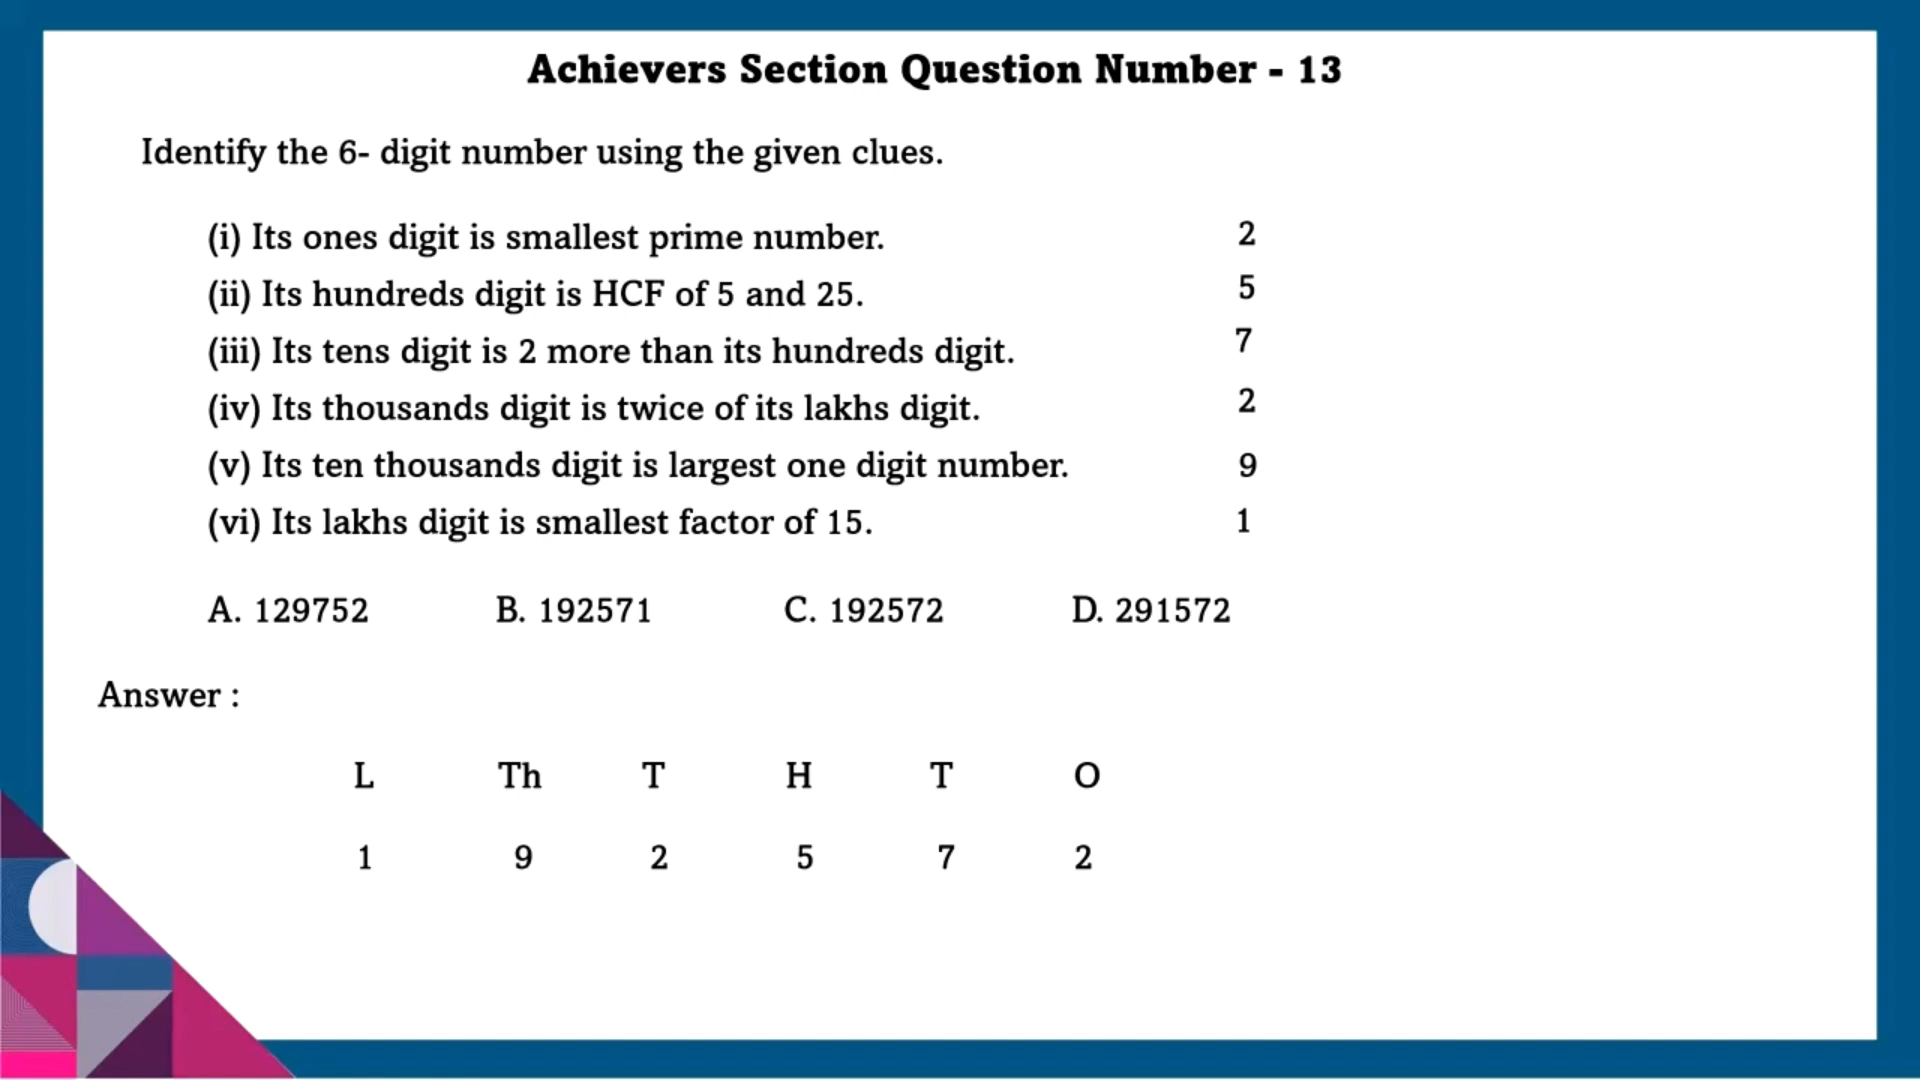 Achievers Section Question Number - 13
Identify the 6- digit number using the given clues.
(i) Its ones digit is smallest prime number. 2
(ii) Its hundreds digit is HCF of 5 and 25. 5
(iii) Its tens digit is 2 more than its hundreds digit. 7
(iv) Its thousands digit is twice of its lakhs digit. 2
(v) Its ten thousands digit is largest one digit number. 9
(vi) Its lakhs digit is smallest factor of 15. 1
A. 129752 B. 192571 C. 192572 D. 291572
Answer :
L Th T H T O
1 9 2 5 7 2